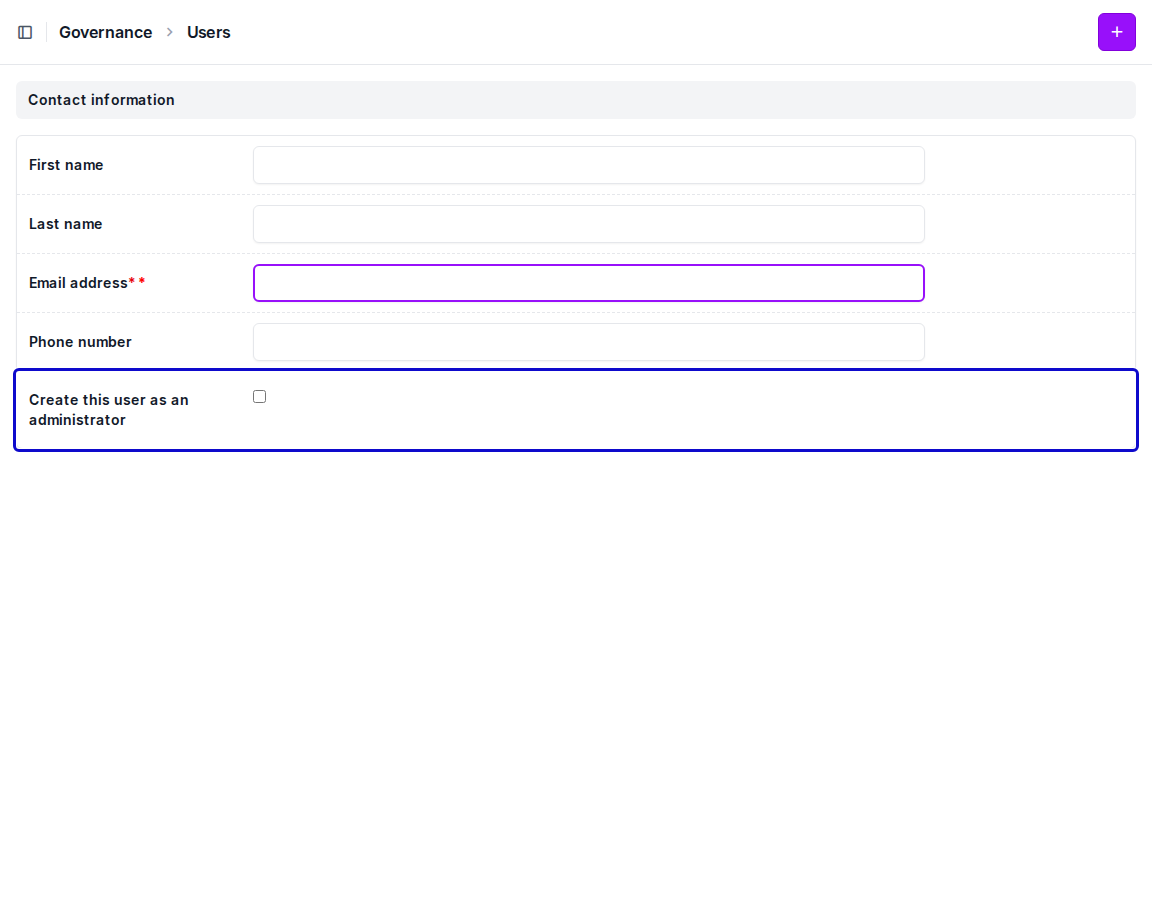 Governance > Users
+
Contact information
First name
Last name
Email address**
Phone number
Create this user as an
administrator